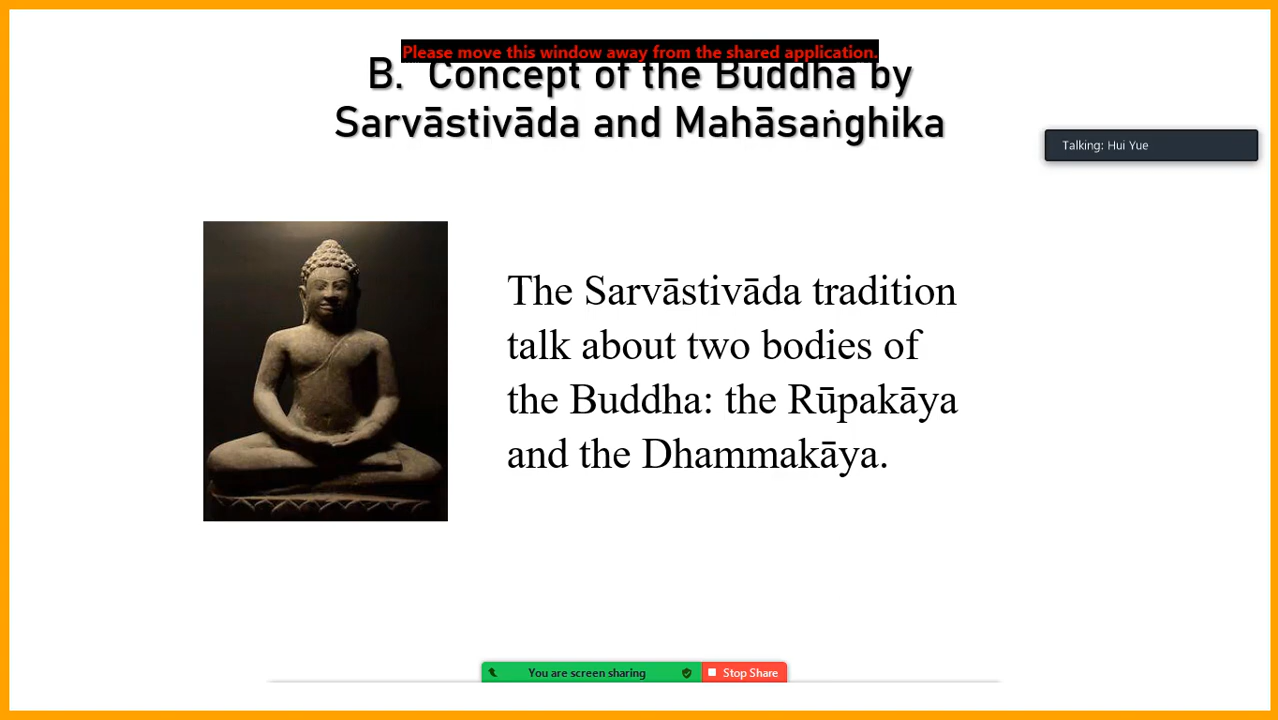 Please move this window away from the shared application.
B. Concept of the Buddha by
Sarvāstivāda and Mahāsaṅghika
Talking: Hui Yue
The Sarvāstivāda tradition
talk about two bodies of
the Buddha: the Rūpakāya
and the Dhammakāya.
You are screen sharing
Stop Share